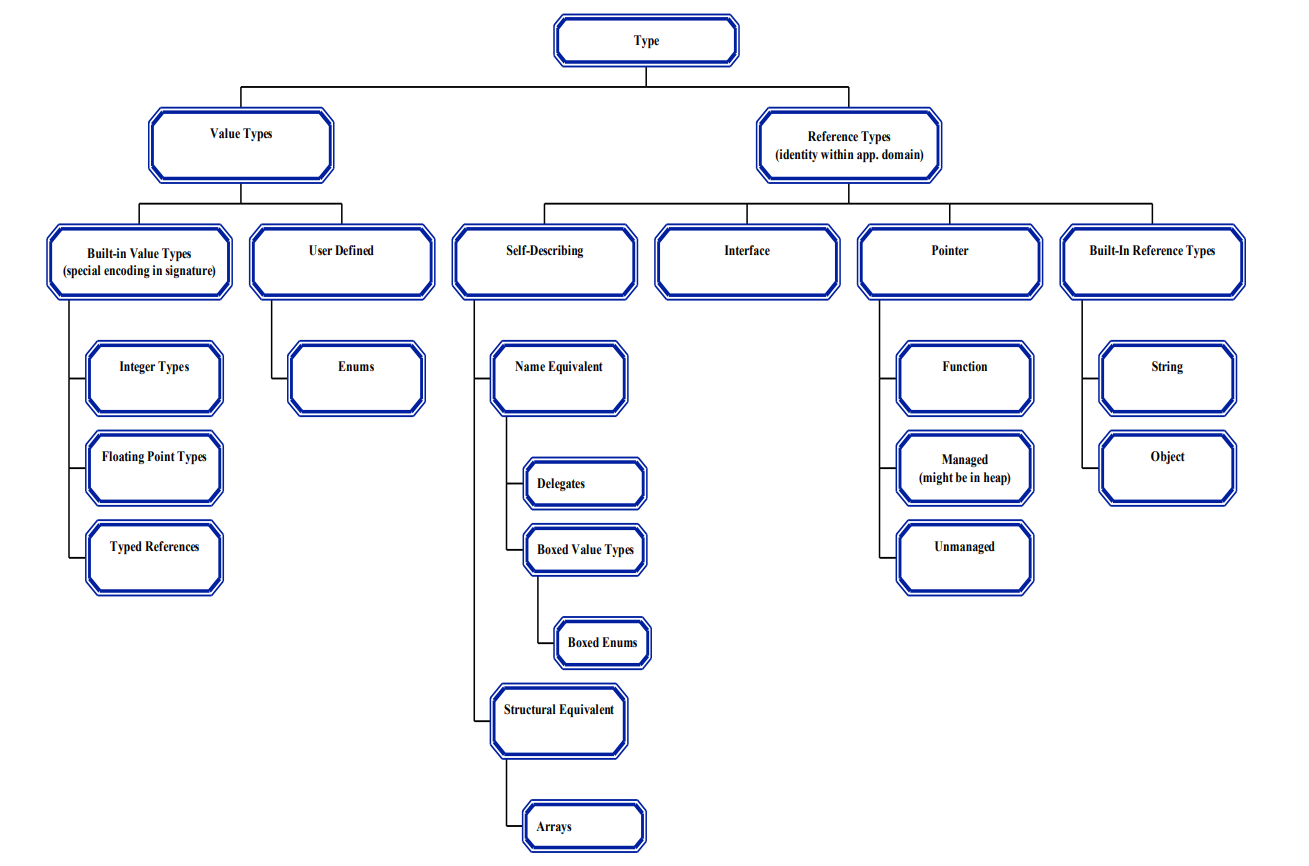 Type
Value Types
Reference Types
(identity within app. domain)
Built-in Value Types
(special encoding in signature)
User Defined
Self-Describing
Interface
Pointer
Built-In Reference Types
Integer Types
Enums
Name Equivalent
Function
String
Floating Point Types
Managed
(might be in heap)
Object
Delegates
Typed References
Unmanaged
Boxed Value Types
Boxed Enums
Structural Equivalent
Arrays